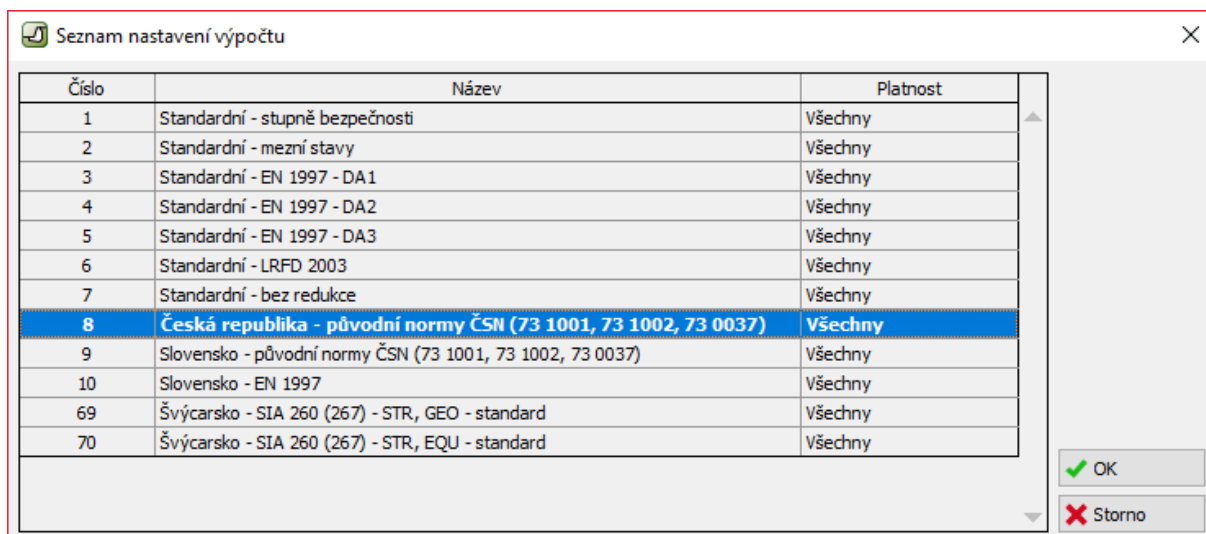 Seznam nastavení výpočtu
Číslo Název Platnost
1 Standardní - stupně bezpečnosti Všechny
2 Standardní - mezní stavy Všechny
3 Standardní - EN 1997 - DA1 Všechny
4 Standardní - EN 1997 - DA2 Všechny
5 Standardní - EN 1997 - DA3 Všechny
6 Standardní - LRFD 2003 Všechny
7 Standardní - bez redukce Všechny
8 Česká republika - původní normy ČSN (73 1001, 73 1002, 73 0037) Všechny
9 Slovensko - původní normy ČSN (73 1001, 73 1002, 73 0037) Všechny
10 Slovensko - EN 1997 Všechny
69 Švýcarsko - SIA 260 (267) - STR, GEO - standard Všechny
70 Švýcarsko - SIA 260 (267) - STR, EQU - standard Všechny
OK
Storno